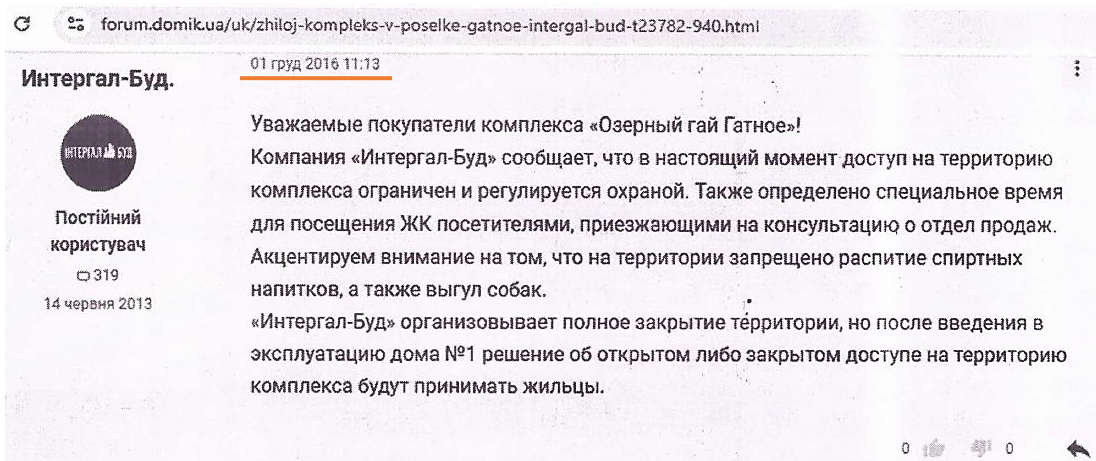 forum.domik.ua/uk/zhiloj-kompleks-v-poselke-gatnoe-intergal-bud-t23782-940.html
Интергал-Буд.
ИНТЕРГАЛ БУД
Постійний
користувач
319
14 червня 2013
01 груд 2016 11:13
Уважаемые покупатели комплекса «Озерный гай Гатное»!
Компания «Интергал-Буд» сообщает, что в настоящий момент доступ на территорию
комплекса ограничен и регулируется охраной. Также определено специальное время
для посещения ЖК посетителями, приезжающими на консультацию о отдел продаж.
Акцентируем внимание на том, что на территории запрещено распитие спиртных
напитков, а также выгул собак.
«Интергал-Буд» организовывает полное закрытие территории, но после введения в
эксплуатацию дома №1 решение об открытом либо закрытом доступе на территорию
комплекса будут принимать жильцы.
0 0